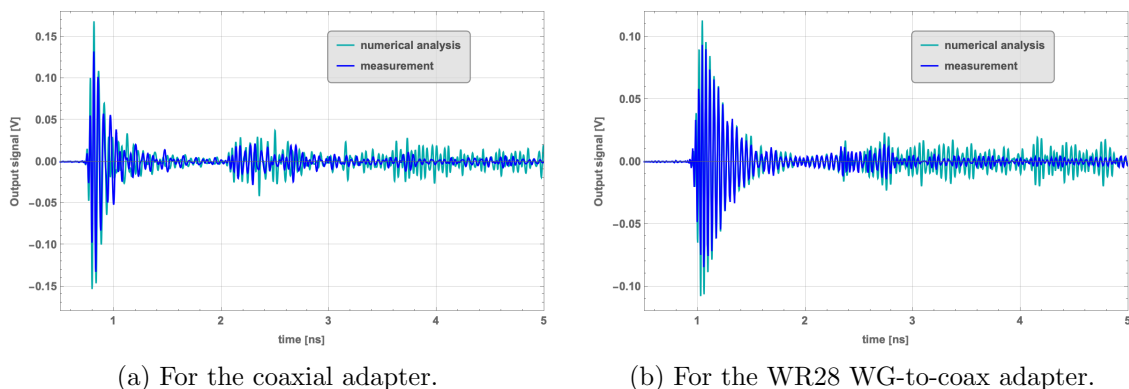 0.15
0.10
0.05
0.00
−0.05
−0.10
−0.15
Output signal [V]
numerical analysis
measurement
1 2 3 4 5
time [ns]
(a) For the coaxial adapter.
0.10
0.05
0.00
−0.05
−0.10
Output signal [V]
numerical analysis
measurement
1 2 3 4 5
time [ns]
(b) For the WR28 WG-to-coax adapter.